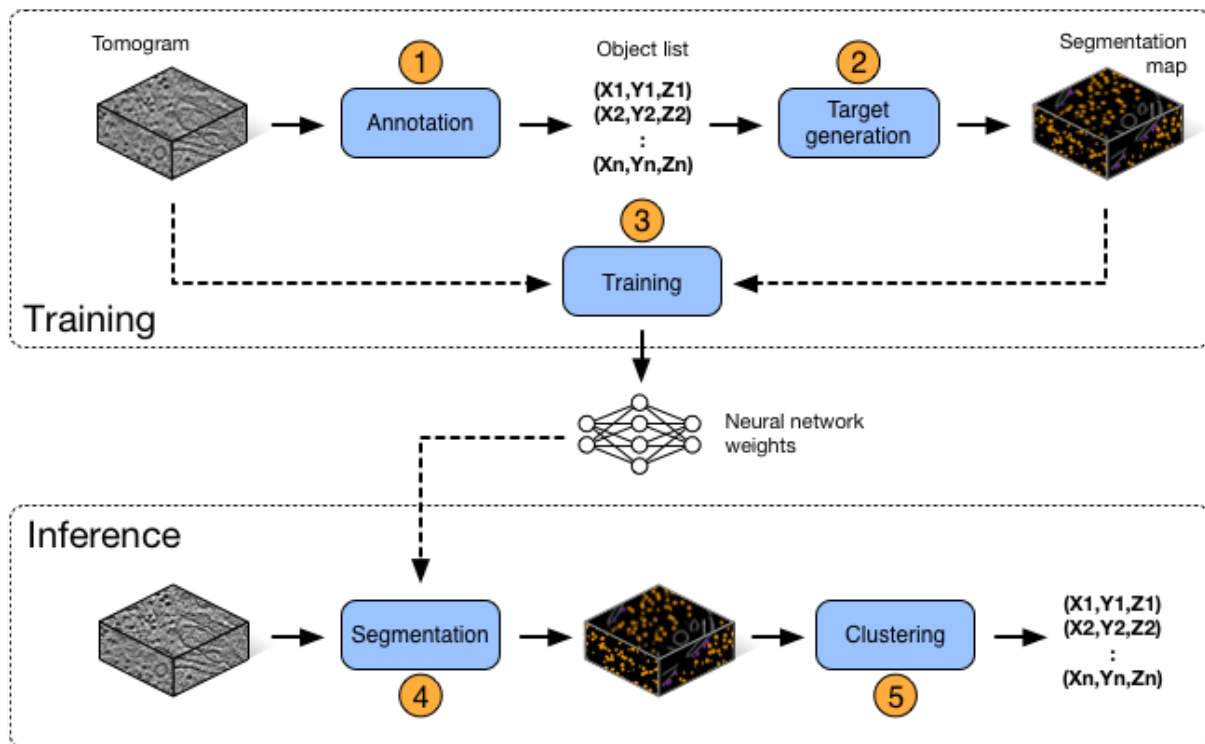 Tomogram
1
Object list
2
Segmentation
map
Annotation
(X1,Y1,Z1)
(X2,Y2,Z2)
:
(Xn,Yn,Zn)
Target
generation
3
Training
Training
Neural network
weights
Inference
Segmentation
4
Clustering
5
(X1,Y1,Z1)
(X2,Y2,Z2)
:
(Xn,Yn,Zn)